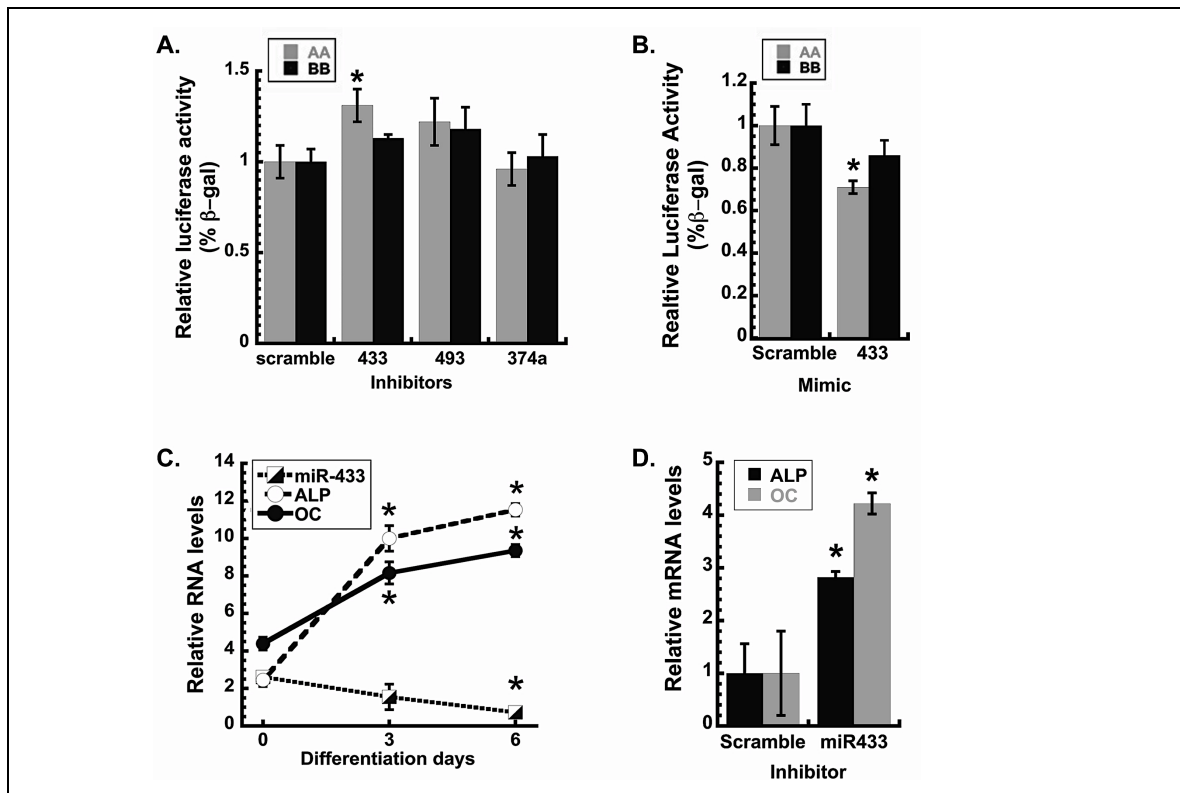 A.
AA
BB
1.5
1
0.5
0
*
Relative luciferase activity
(% β–gal)
scramble 433 493 374a
Inhibitors
B.
AA
BB
1.2
1
0.8
0.6
0.4
0.2
0
*
Realtive Luciferase Activity
(%β–gal)
Scramble 433
Mimic
C.
14
12
10
8
6
4
2
0
miR-433
ALP
OC
* *
*
*
*
Relative RNA levels
0 3 6
Differentiation days
D.
5
4
3
2
1
0
ALP
OC
*
*
Relative mRNA levels
Scramble miR433
Inhibitor